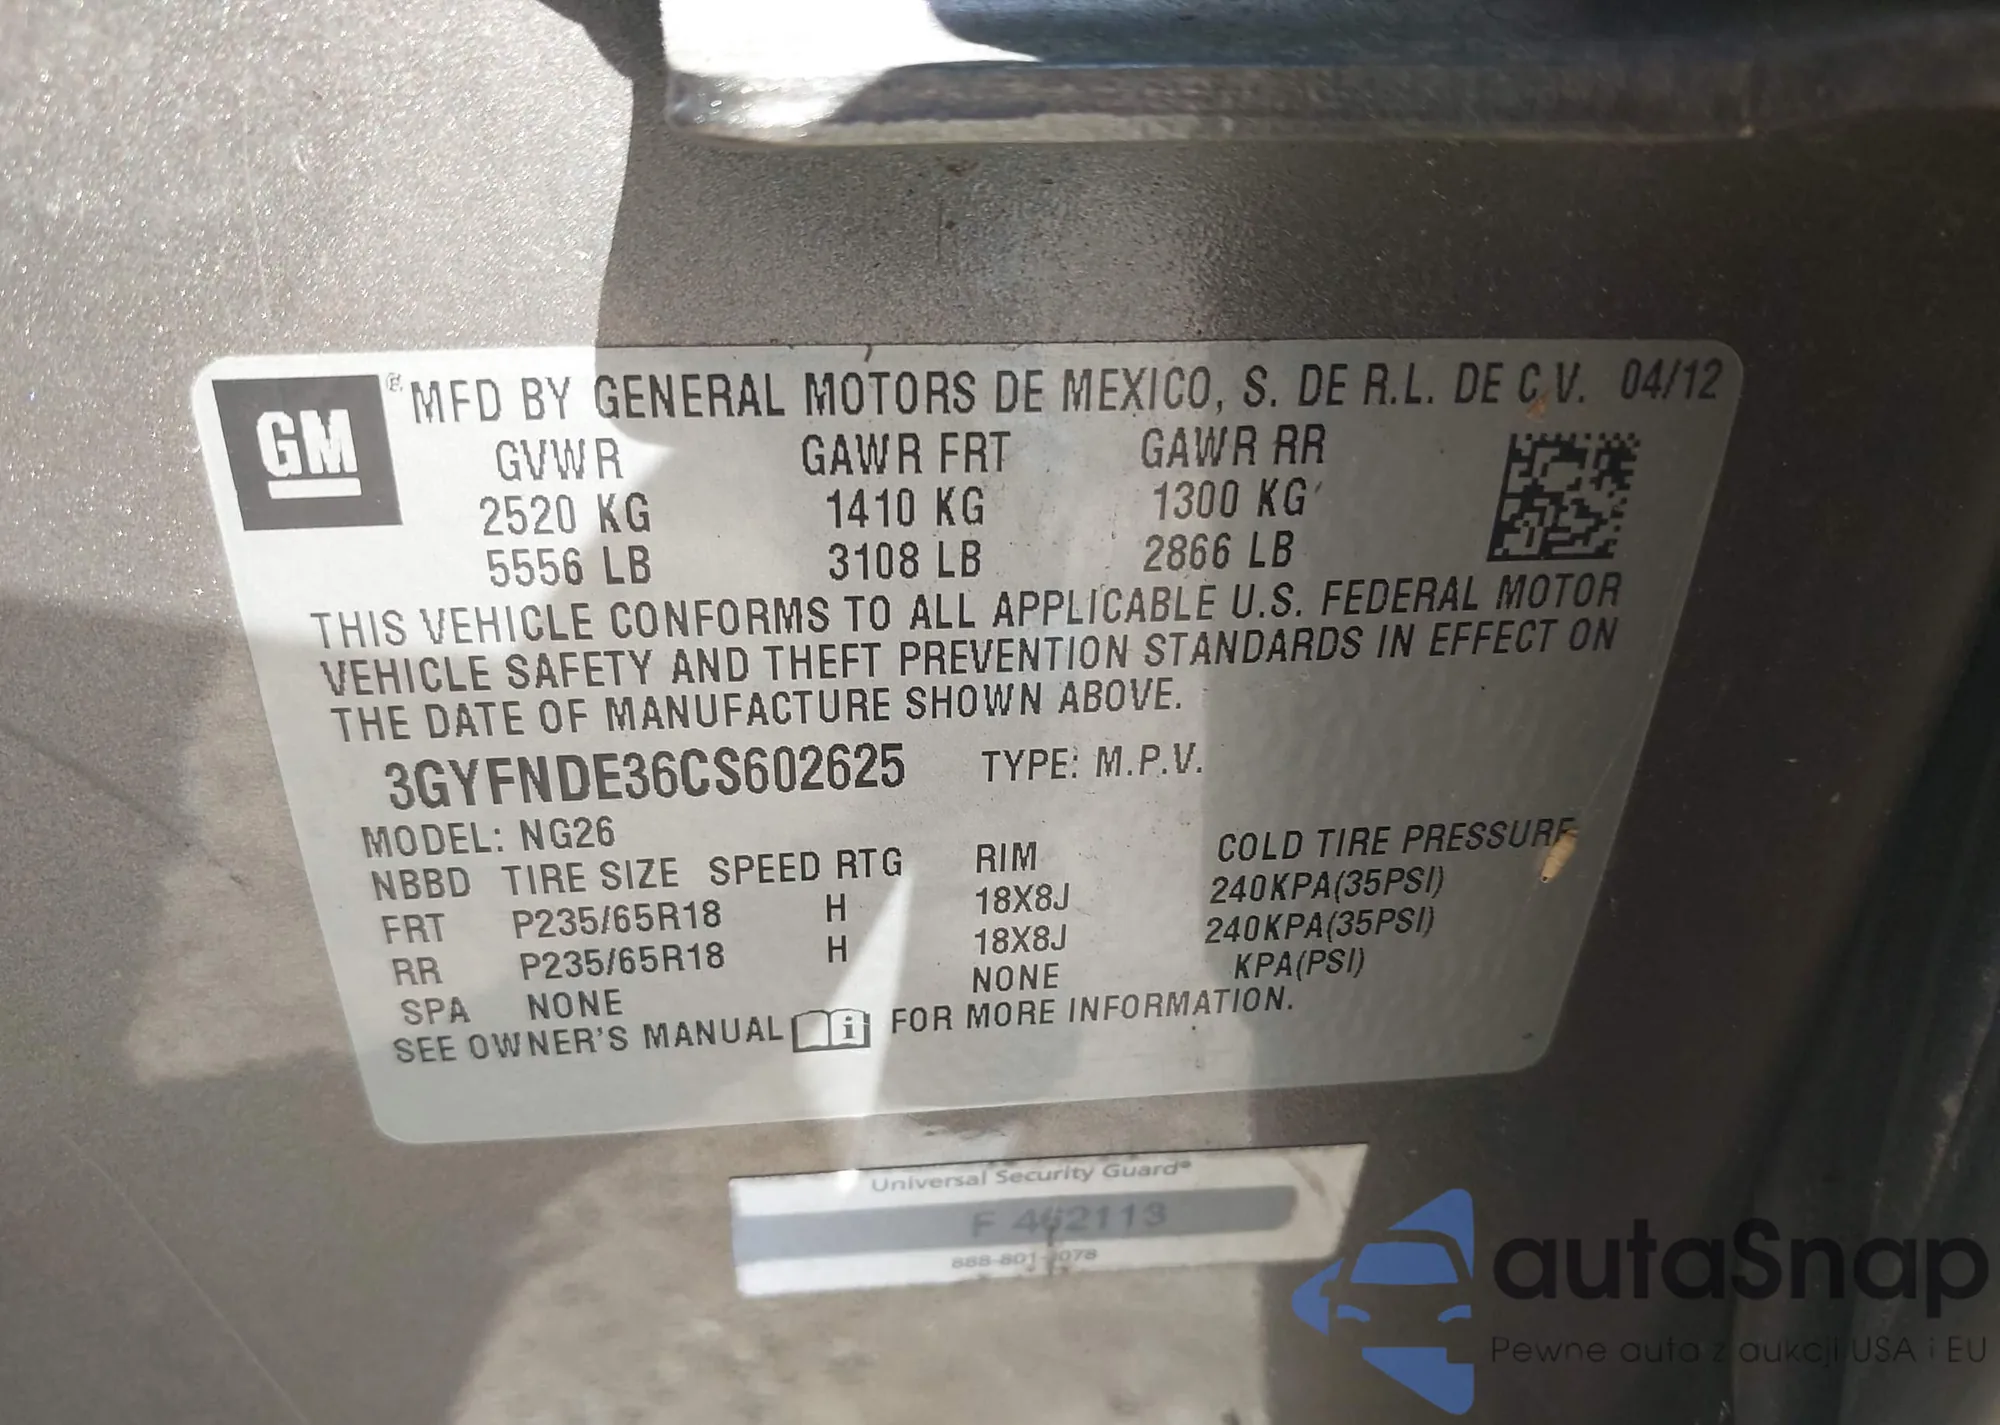 GM
® MFD BY GENERAL MOTORS DE MEXICO, S. DE R.L. DE C.V. 04/12
GVWR GAWR FRT GAWR RR
2520 KG 1410 KG 1300 KG
5556 LB 3108 LB 2866 LB
THIS VEHICLE CONFORMS TO ALL APPLICABLE U.S. FEDERAL MOTOR
VEHICLE SAFETY AND THEFT PREVENTION STANDARDS IN EFFECT ON
THE DATE OF MANUFACTURE SHOWN ABOVE.
3GYFNDE36CS602625 TYPE: M.P.V.
MODEL: NG26
NBBD TIRE SIZE SPEED RTG RIM COLD TIRE PRESSURE
FRT P235/65R18 H 18X8J 240KPA(35PSI)
RR P235/65R18 H 18X8J 240KPA(35PSI)
SPA NONE NONE KPA(PSI)
SEE OWNER'S MANUAL i FOR MORE INFORMATION.
Universal Security Guard®
F
autaSnap
Pewne auta z aukcji USA i EU